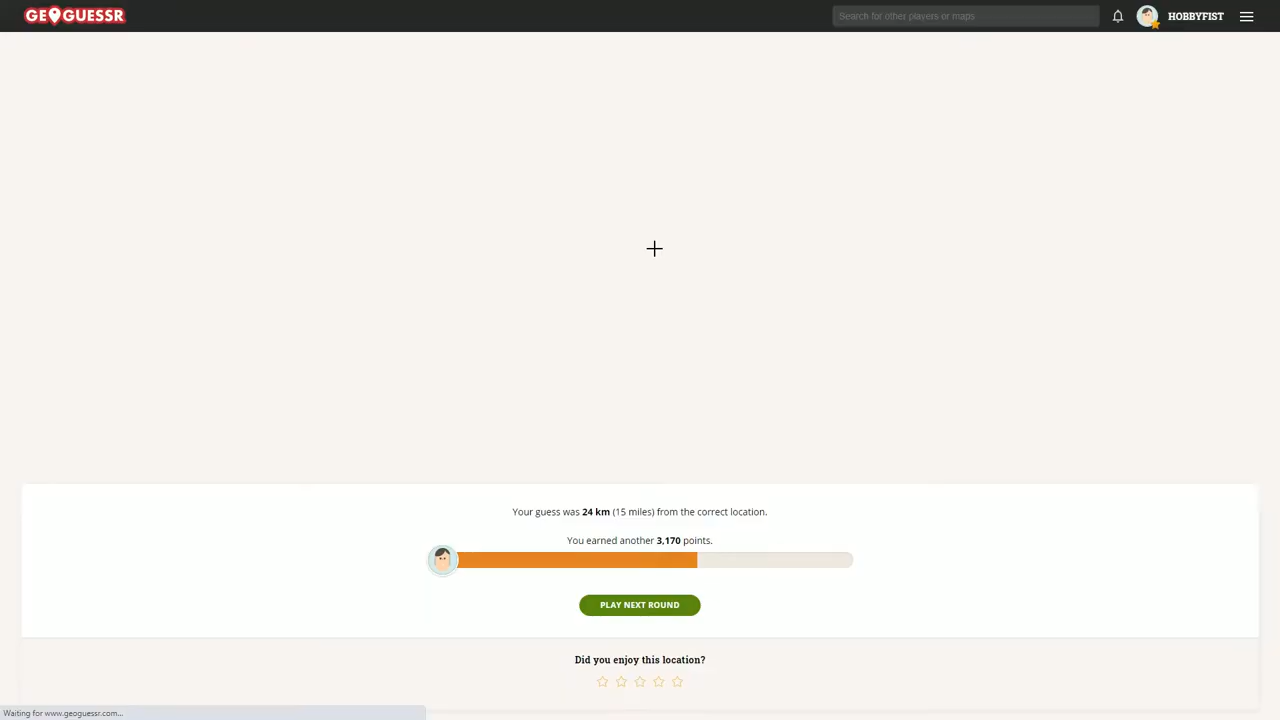 GEOGUESSR
Search for other players or maps
HOBBYFIST
Your guess was 24 km (15 miles) from the correct location.
You earned another 3,170 points.
PLAY NEXT ROUND
Did you enjoy this location?
Waiting for www.geoguessr.com...